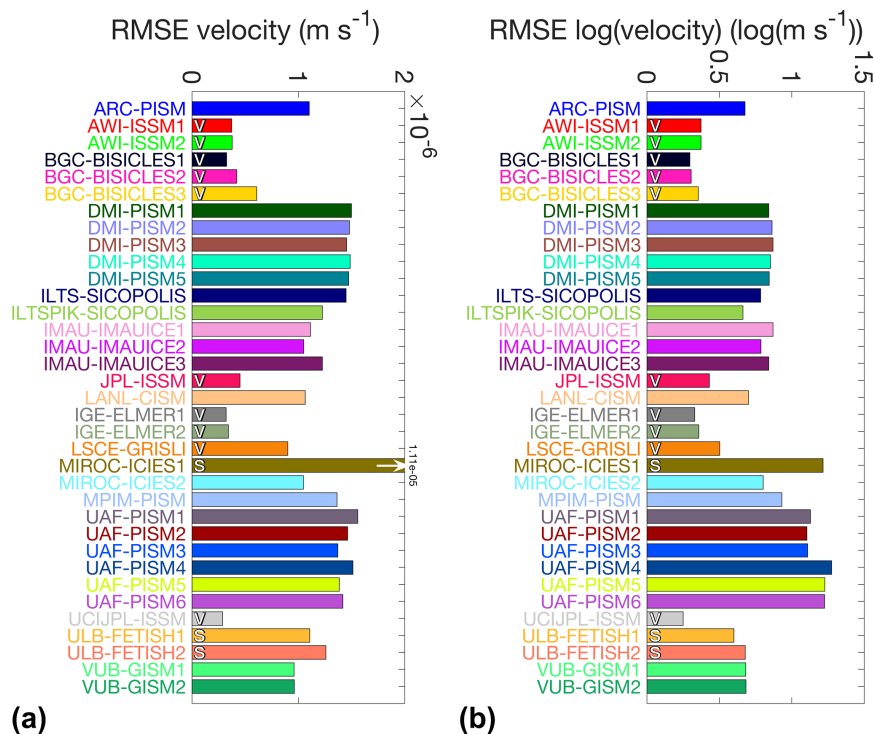 RMSE velocity (m s⁻¹)
0 1 2
×10⁻⁶
ARC-PISM
AWI-ISSM1 V
AWI-ISSM2 V
BGC-BISICLES1 V
BGC-BISICLES2 V
BGC-BISICLES3 V
DMI-PISM1
DMI-PISM2
DMI-PISM3
DMI-PISM4
DMI-PISM5
ILTS-SICOPOLIS
ILTSPIK-SICOPOLIS
IMAU-IMAUICE1
IMAU-IMAUICE2
IMAU-IMAUICE3
JPL-ISSM V
LANL-CISM
IGE-ELMER1 V
IGE-ELMER2 V
LSCE-GRISLI V
MIROC-ICIES1 S 1.11e-05
MIROC-ICIES2
MPIM-PISM
UAF-PISM1
UAF-PISM2
UAF-PISM3
UAF-PISM4
UAF-PISM5
UAF-PISM6
UCIJPL-ISSM V
ULB-FETISH1 S
ULB-FETISH2 S
VUB-GISM1
VUB-GISM2
(a)
RMSE log(velocity) (log(m s⁻¹))
0 0.5 1 1.5
ARC-PISM
AWI-ISSM1 V
AWI-ISSM2 V
BGC-BISICLES1 V
BGC-BISICLES2 V
BGC-BISICLES3 V
DMI-PISM1
DMI-PISM2
DMI-PISM3
DMI-PISM4
DMI-PISM5
ILTS-SICOPOLIS
ILTSPIK-SICOPOLIS
IMAU-IMAUICE1
IMAU-IMAUICE2
IMAU-IMAUICE3
JPL-ISSM V
LANL-CISM
IGE-ELMER1 V
IGE-ELMER2 V
LSCE-GRISLI V
MIROC-ICIES1 S
MIROC-ICIES2
MPIM-PISM
UAF-PISM1
UAF-PISM2
UAF-PISM3
UAF-PISM4
UAF-PISM5
UAF-PISM6
UCIJPL-ISSM V
ULB-FETISH1 S
ULB-FETISH2 S
VUB-GISM1
VUB-GISM2
(b)